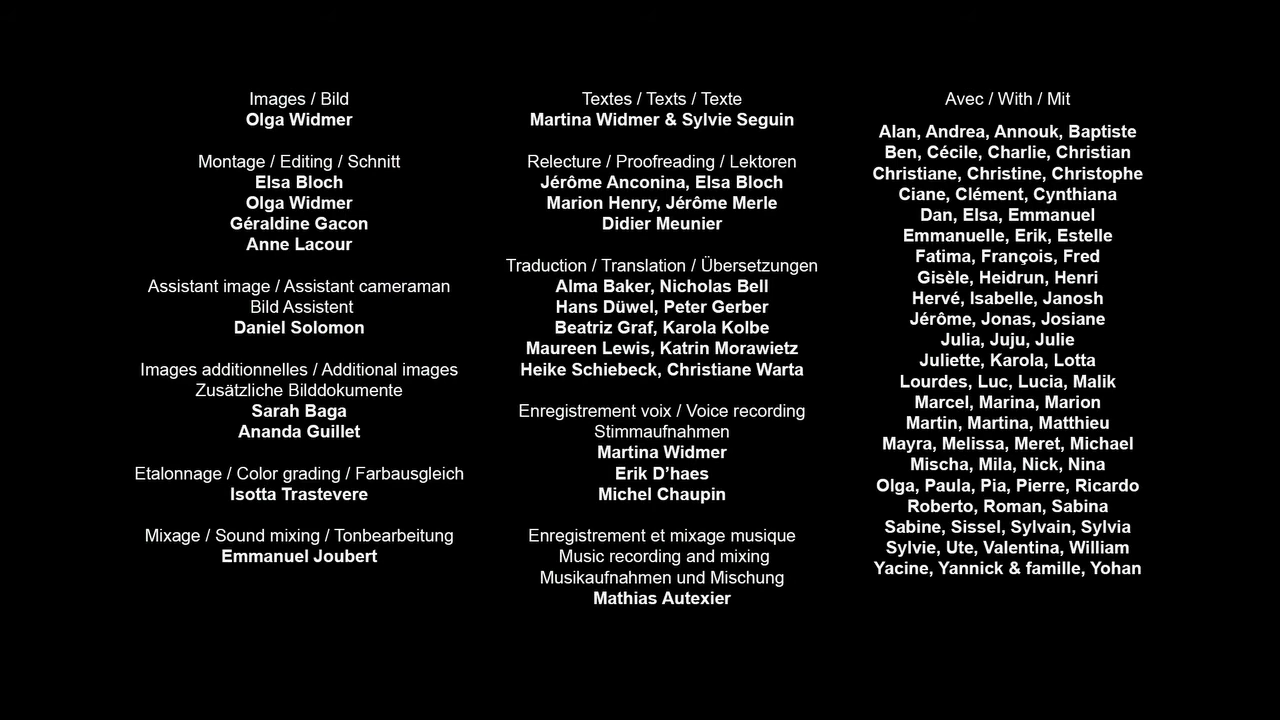 Images / Bild
Olga Widmer
Montage / Editing / Schnitt
Elsa Bloch
Olga Widmer
Géraldine Gacon
Anne Lacour
Assistant image / Assistant cameraman
Bild Assistent
Daniel Solomon
Images additionnelles / Additional images
Zusätzliche Bilddokumente
Sarah Baga
Ananda Guillet
Etalonnage / Color grading / Farbausgleich
Isotta Trastevere
Mixage / Sound mixing / Tonbearbeitung
Emmanuel Joubert
Textes / Texts / Texte
Martina Widmer & Sylvie Seguin
Relecture / Proofreading / Lektoren
Jérôme Anconina, Elsa Bloch
Marion Henry, Jérôme Merle
Didier Meunier
Traduction / Translation / Übersetzungen
Alma Baker, Nicholas Bell
Hans Düwel, Peter Gerber
Beatriz Graf, Karola Kolbe
Maureen Lewis, Katrin Morawietz
Heike Schiebeck, Christiane Warta
Enregistrement voix / Voice recording
Stimmaufnahmen
Martina Widmer
Erik D’haes
Michel Chaupin
Enregistrement et mixage musique
Music recording and mixing
Musikaufnahmen und Mischung
Mathias Autexier
Avec / With / Mit
Alan, Andrea, Annouk, Baptiste
Ben, Cécile, Charlie, Christian
Christiane, Christine, Christophe
Ciane, Clément, Cynthiana
Dan, Elsa, Emmanuel
Emmanuelle, Erik, Estelle
Fatima, François, Fred
Gisèle, Heidrun, Henri
Hervé, Isabelle, Janosh
Jérôme, Jonas, Josiane
Julia, Juju, Julie
Juliette, Karola, Lotta
Lourdes, Luc, Lucia, Malik
Marcel, Marina, Marion
Martin, Martina, Matthieu
Mayra, Melissa, Meret, Michael
Mischa, Mila, Nick, Nina
Olga, Paula, Pia, Pierre, Ricardo
Roberto, Roman, Sabina
Sabine, Sissel, Sylvain, Sylvia
Sylvie, Ute, Valentina, William
Yacine, Yannick & famille, Yohan